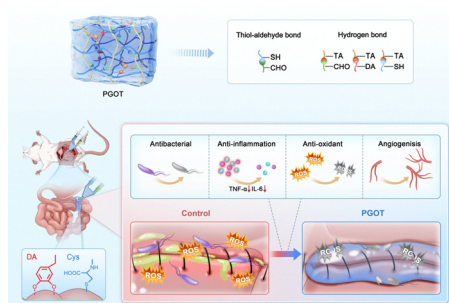 PGOT
Thiol-aldehyde bond
SH
CHO
Hydrogen bond
TA TA TA
CHO DA SH
Antibacterial
Anti-inflammation
TNF-α↓ IL-6↓
Anti-oxidant
ROS
ROS
Angiogenisis
Control
PGOT
ROS
ROS
ROS
ROS
DA
Cys
HOOC